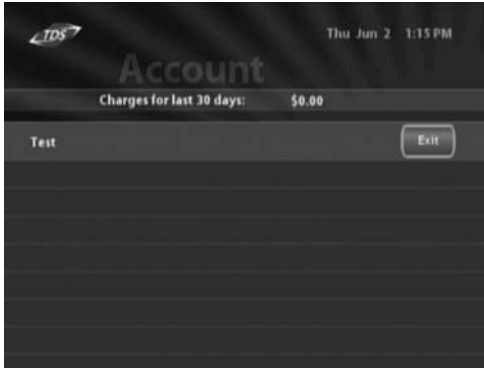 TDS
Thu Jun 2 1:15 PM
Account
Charges for last 30 days: $0.00
Test
Exit